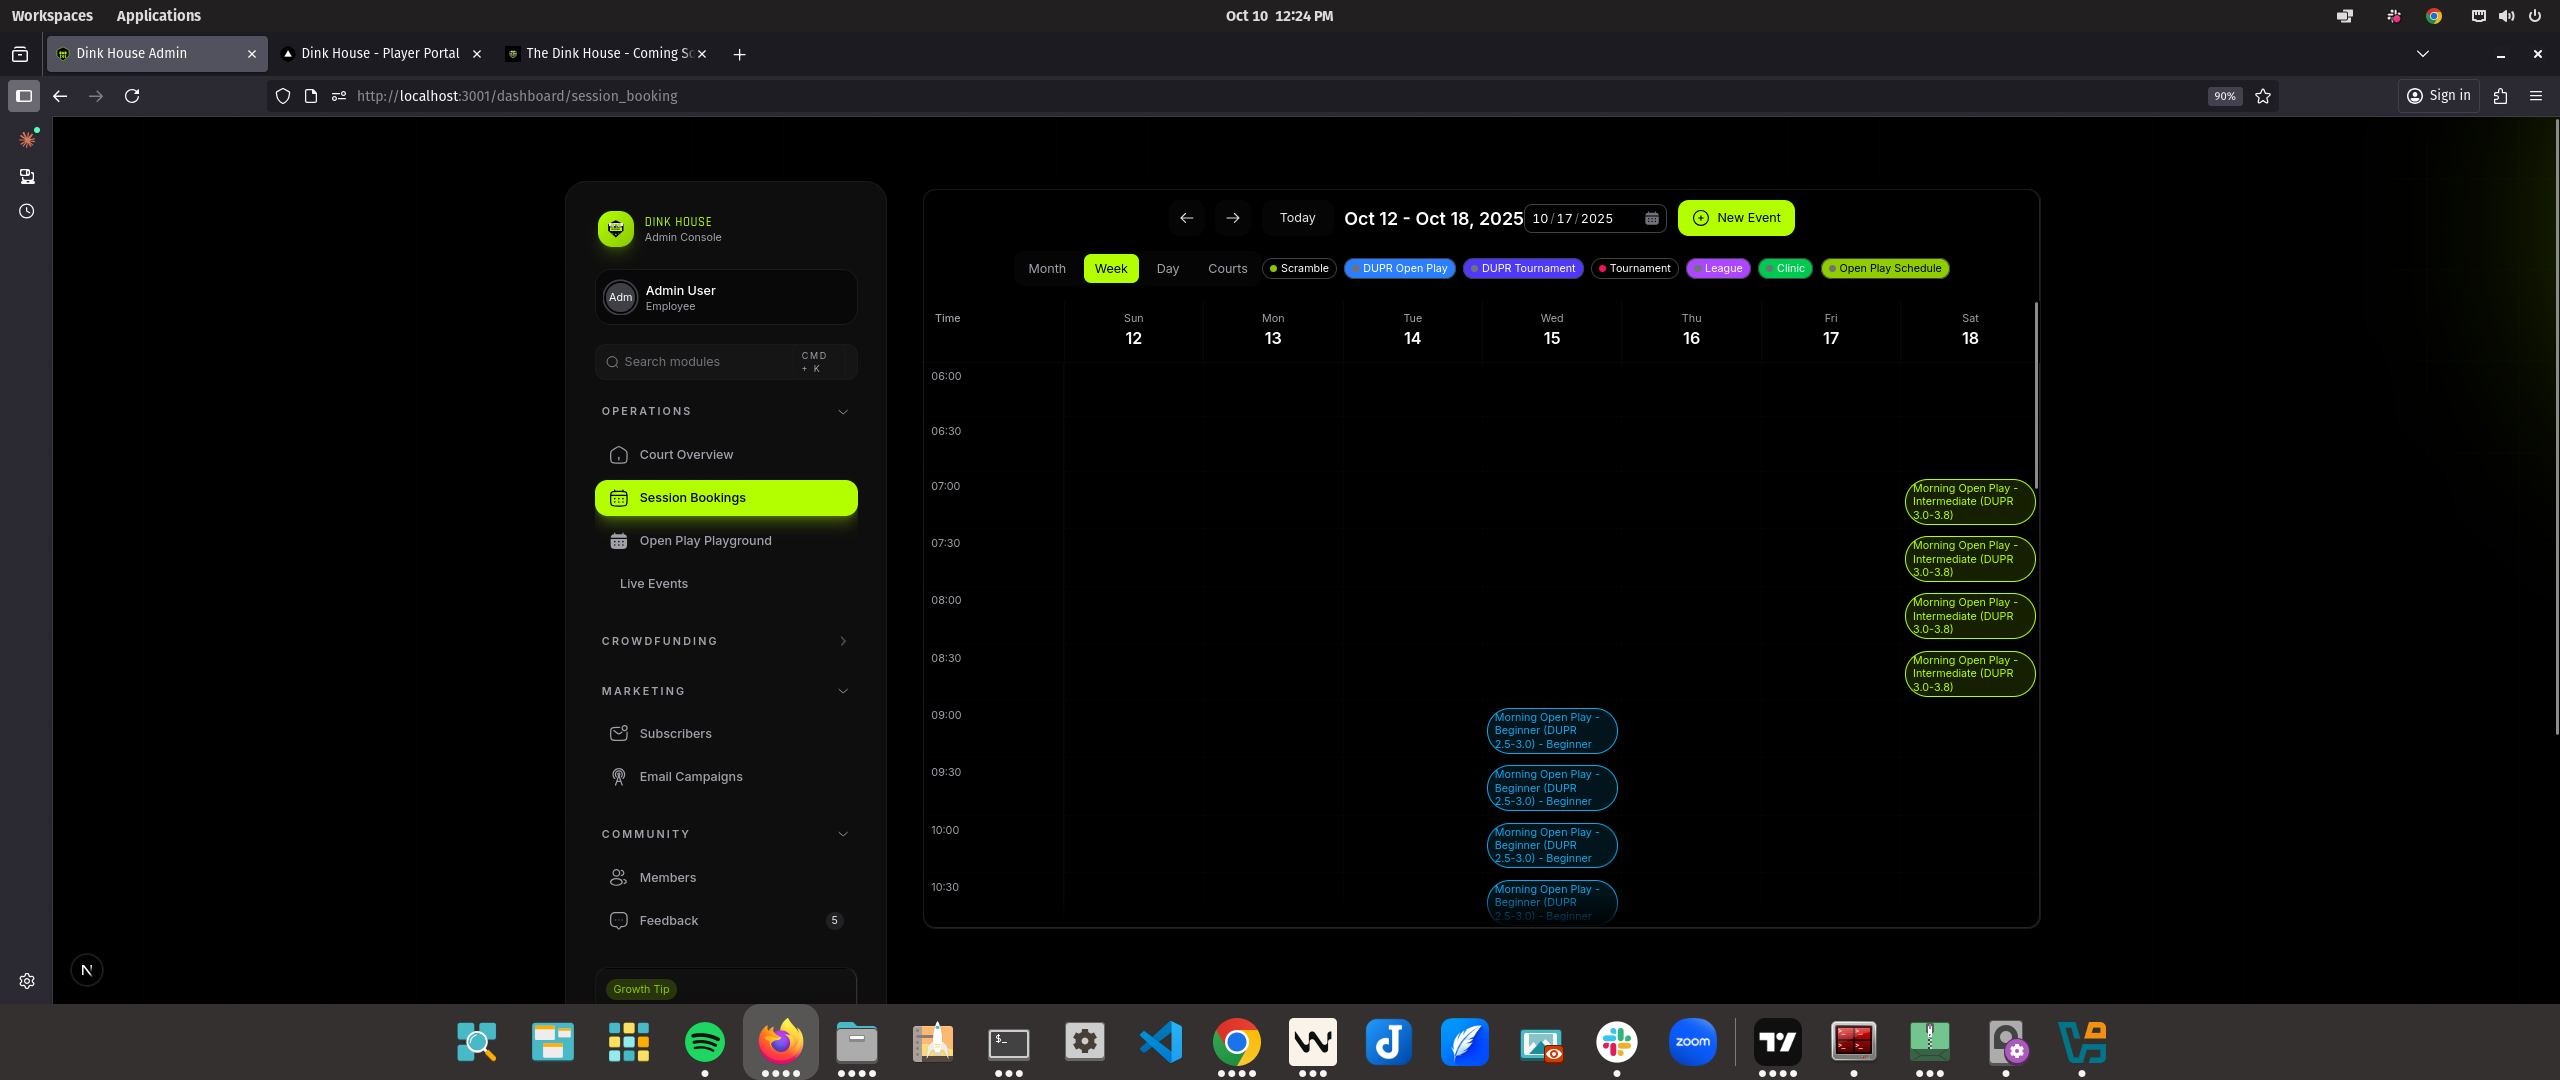 Workspaces
Applications
Oct 10 12:24 PM
Dink House Admin
Dink House - Player Portal
The Dink House - Coming So
http://localhost:3001/dashboard/session_booking
90%
Sign in
DINK HOUSE
Admin Console
Adm
Admin User
Employee
Search modules
CMD
+ K
OPERATIONS
Court Overview
Session Bookings
Open Play Playground
Live Events
CROWDFUNDING
MARKETING
Subscribers
Email Campaigns
COMMUNITY
Members
Feedback
5
Growth Tip
N
Today
Oct 12 - Oct 18, 2025
10/17/2025
New Event
Month
Week
Day
Courts
Scramble
DUPR Open Play
DUPR Tournament
Tournament
League
Clinic
Open Play Schedule
Time
Sun
12
Mon
13
Tue
14
Wed
15
Thu
16
Fri
17
Sat
18
06:00
06:30
07:00
Morning Open Play -
Intermediate (DUPR
3.0-3.8)
07:30
Morning Open Play -
Intermediate (DUPR
3.0-3.8)
08:00
Morning Open Play -
Intermediate (DUPR
3.0-3.8)
08:30
Morning Open Play -
Intermediate (DUPR
3.0-3.8)
09:00
Morning Open Play -
Beginner (DUPR
2.5-3.0) - Beginner
09:30
Morning Open Play -
Beginner (DUPR
2.5-3.0) - Beginner
10:00
Morning Open Play -
Beginner (DUPR
2.5-3.0) - Beginner
10:30
Morning Open Play -
Beginner (DUPR
2.5-3.0) - Beginner
$_
zoom